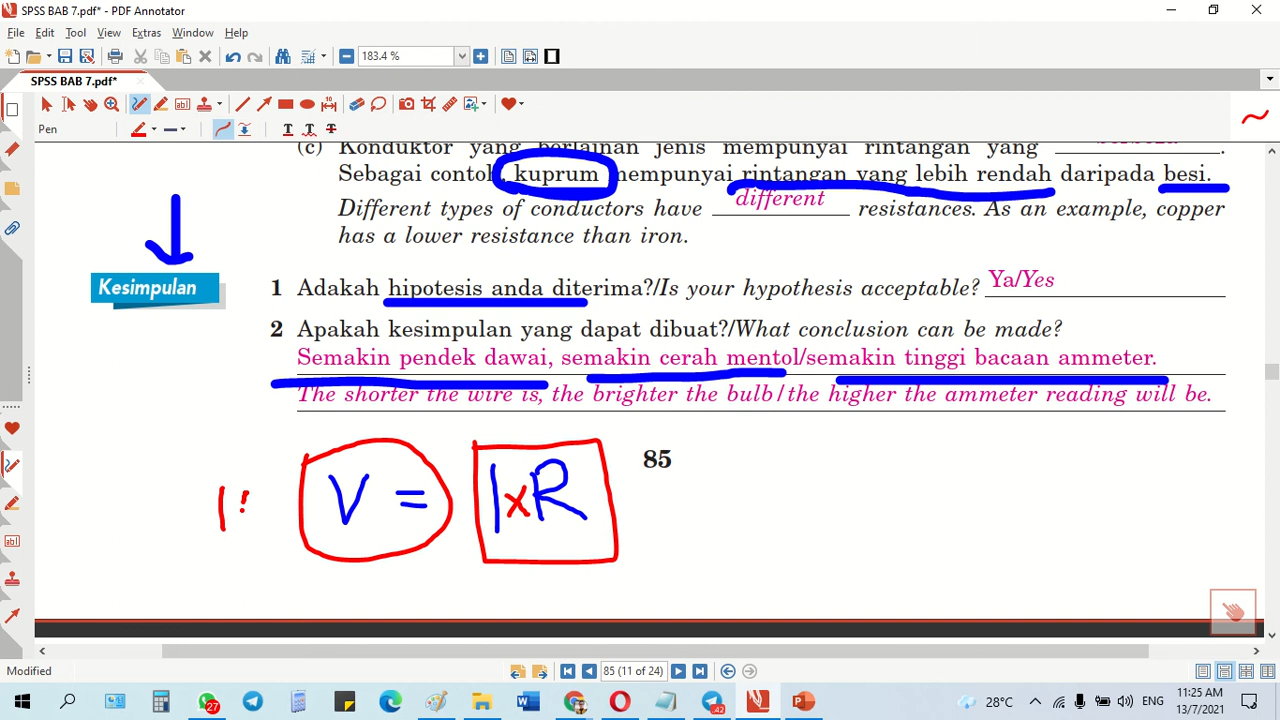 SPSS BAB 7.pdf* - PDF Annotator
File Edit Tool View Extras Window Help
183.4 %
SPSS BAB 7.pdf*
Pen
(c) Konduktor yang berlainan jenis mempunyai rintangan yang .
Sebagai contoh, kuprum mempunyai rintangan yang lebih rendah daripada besi.
Different types of conductors have different resistances. As an example, copper
has a lower resistance than iron.
Kesimpulan
1 Adakah hipotesis anda diterima?/Is your hypothesis acceptable? Ya/Yes
2 Apakah kesimpulan yang dapat dibuat?/What conclusion can be made?
Semakin pendek dawai, semakin cerah mentol/semakin tinggi bacaan ammeter.
The shorter the wire is, the brighter the bulb/the higher the ammeter reading will be.
V = I x R
85
Modified
85 (11 of 24)
27
42
28°C
11:25 AM
13/7/2021